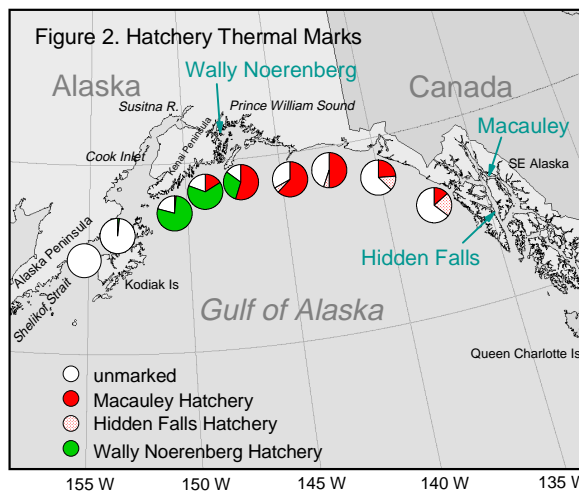 Figure 2. Hatchery Thermal Marks
Wally Noerenberg
Alaska
Canada
Susitna R.
Prince William Sound
Kenai Peninsula
Macauley
Cook Inlet
SE Alaska
Alaska Peninsula
Hidden Falls
Shelikof Strait
Kodiak Is
Gulf of Alaska
Queen Charlotte Is
unmarked
Macauley Hatchery
Hidden Falls Hatchery
Wally Noerenberg Hatchery
155 W 150 W 145 W 140 W 135 W